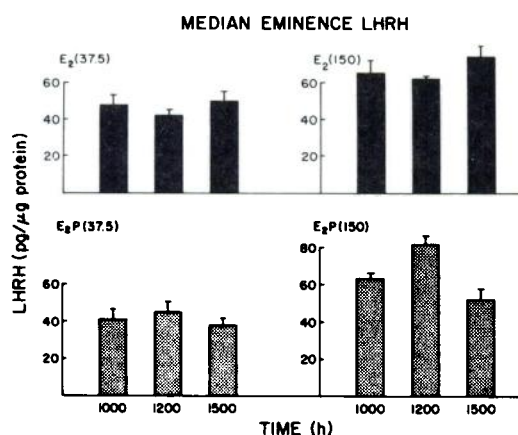 MEDIAN EMINENCE LHRH
E₂(37.5)
E₂(150)
60
40
20
60
40
20
LHRH (pg/μg protein)
E₂P(37.5)
E₂P(150)
60
40
20
80
60
40
20
1000 1200 1500
1000 1200 1500
TIME (h)